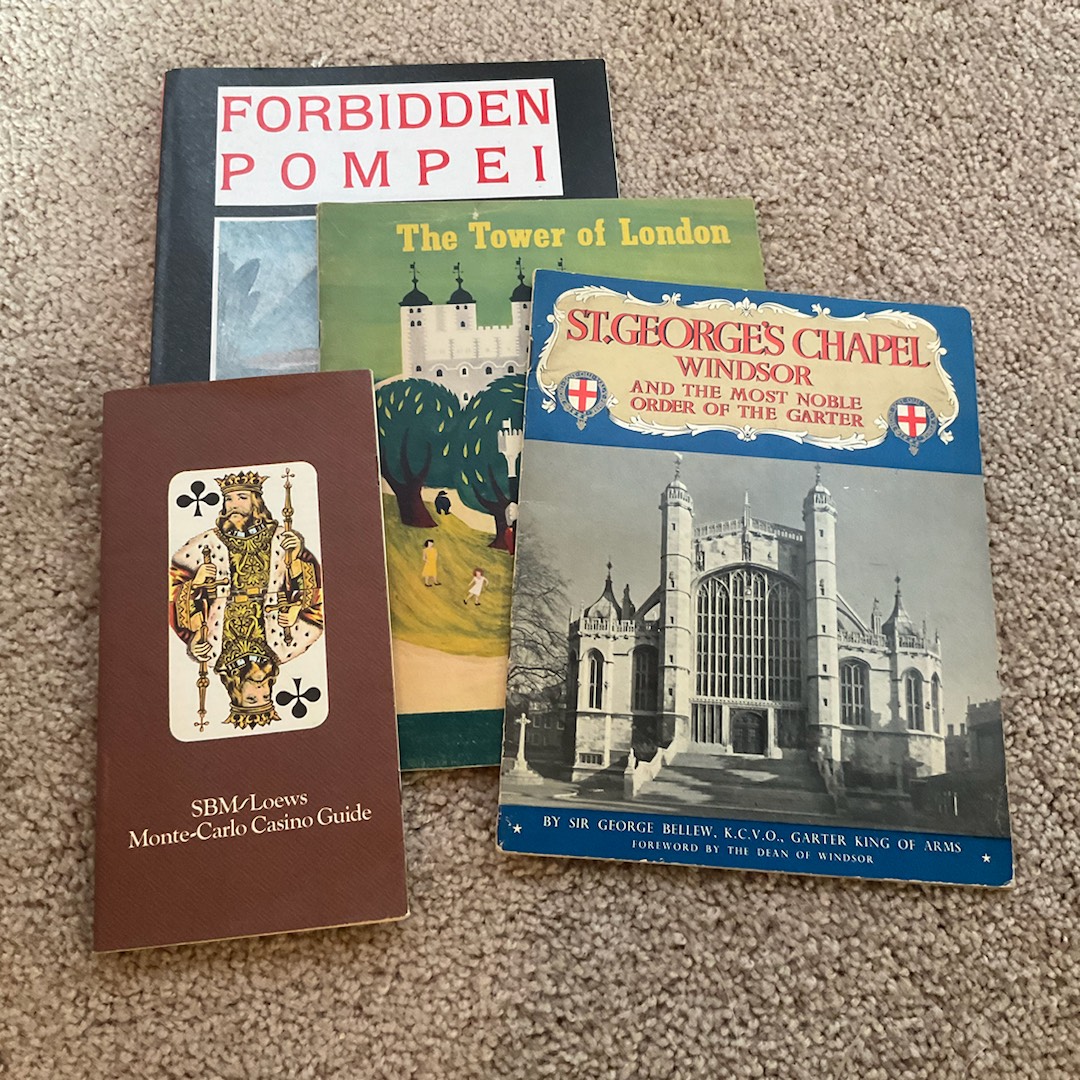 FORBIDDEN
POMPEI
The Tower of London
ST. GEORGE'S CHAPEL
WINDSOR
AND THE MOST NOBLE
ORDER OF THE GARTER
BY SIR GEORGE BELLEW, K.C.V.O., GARTER KING OF ARMS
FOREWORD BY THE DEAN OF WINDSOR
SBM/Loews
Monte-Carlo Casino Guide